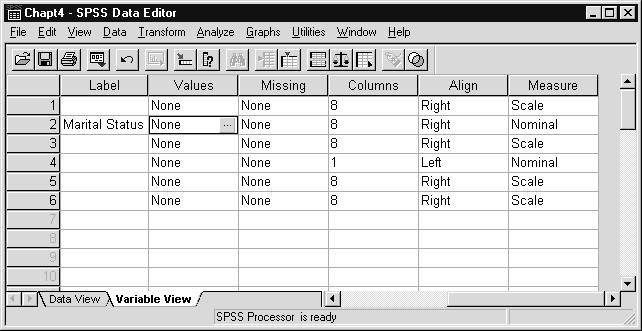 Chapt4 - SPSS Data Editor
File Edit View Data Transform Analyze Graphs Utilities Window Help
Label Values Missing Columns Align Measure
1 None None 8 Right Scale
2 Marital Status None ... None 8 Right Nominal
3 None None 8 Right Scale
4 None None 1 Left Nominal
5 None None 8 Right Scale
6 None None 8 Right Scale
7
8
9
10
Data View Variable View
SPSS Processor is ready